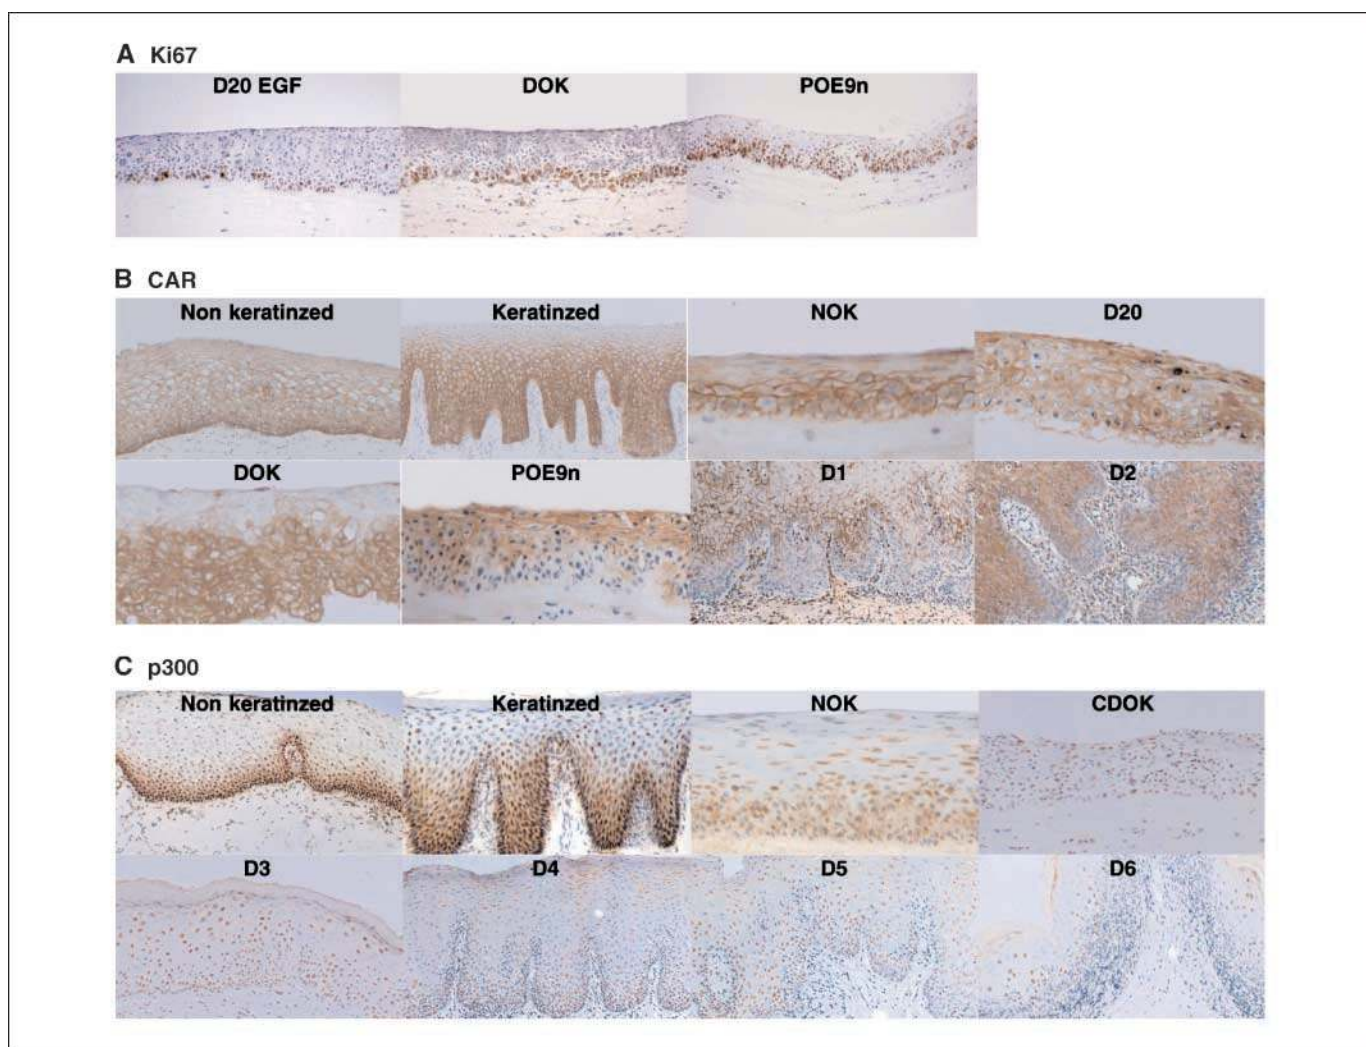 A Ki67
D20 EGF DOK POE9n
B CAR
Non keratinzed Keratinzed NOK D20
DOK POE9n D1 D2
C p300
Non keratinzed Keratinzed NOK CDOK
D3 D4 D5 D6